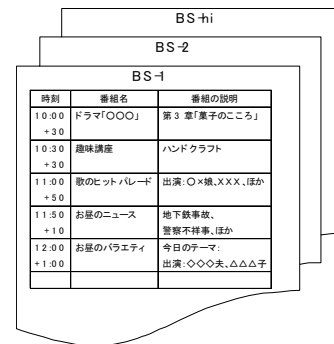 BS-hi
BS-2
BS-1
時刻 番組名 番組の説明
10:00 ドラマ「〇〇〇」 第3章「菓子のこころ」
+30
10:30 趣味講座 ハンドクラフト
+30
11:00 歌のヒットパレード 出演:〇×娘、XXX、ほか
+50
11:50 お昼のニュース 地下鉄事故、
+10 警察不祥事、ほか
12:00 お昼のバラエティ 今日のテーマ:
+1:00 出演:◇◇◇夫、△△△子